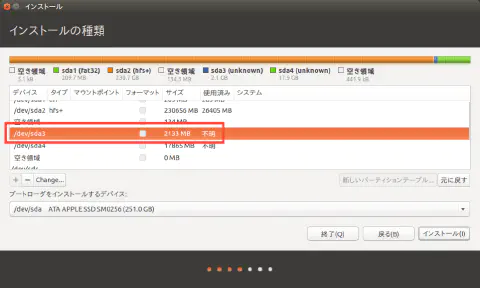 インストール
インストールの種類
空き領域 sda1 (fat32) sda2 (hfs+) 空き領域 sda3 (unknown) sda4 (unknown) 空き領域
209.7 MB 230.7 GB 134.2 MB 2.1 GB 17.9 GB
デバイス タイプ マウントポイント フォーマット サイズ 使用済み システム
/dev/sda2 hfs+ 230656 MB 26405 MB
空き領域 134 MB
/dev/sda3 2133 MB 不明
/dev/sda4 17865 MB 不明
空き領域 0 MB
+ − Change... 新しいパーティションテーブル... 元に戻す
ブートローダをインストールするデバイス:
/dev/sda ATA APPLE SSD SM0256 (251.0 GB)
終了(Q) 戻る(B) インストール(I)